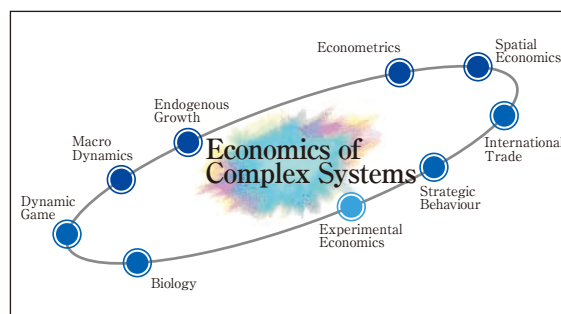 Econometrics
Spatial
Economics
Endogenous
Growth
International
Trade
Macro
Dynamics
Economics of
Complex Systems
Strategic
Behaviour
Dynamic
Game
Experimental
Economics
Biology